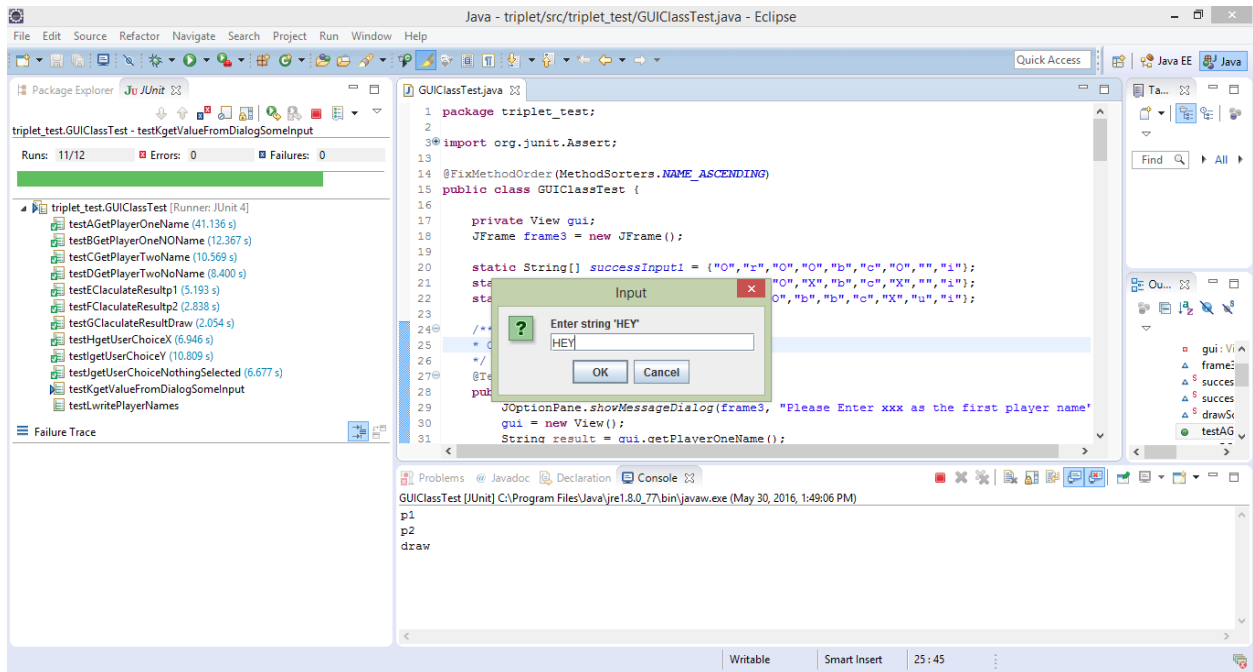 Java - triplet/src/triplet_test/GUIClassTest.java - Eclipse
File Edit Source Refactor Navigate Search Project Run Window Help
Quick Access
Java EE
Java
Package Explorer
Ju JUnit
triplet_test.GUIClassTest - testKgetValueFromDialogSomeInput
Runs: 11/12
Errors: 0
Failures: 0
triplet_test.GUIClassTest [Runner: JUnit 4]
testAGetPlayerOneName (41.136 s)
testBGetPlayerOneNOName (12.367 s)
testCGetPlayerTwoName (10.569 s)
testDGetPlayerTwoNoName (8.400 s)
testEClaculateResultp1 (5.193 s)
testFClaculateResultp2 (2.838 s)
testGClaculateResultDraw (2.054 s)
testHgetUserChoiceX (6.946 s)
testIgetUserChoiceY (10.809 s)
testJgetUserChoiceNothingSelected (6.677 s)
testKgetValueFromDialogSomeInput
testLwritePlayerNames
Failure Trace
GUIClassTest.java
1 package triplet_test;
2
3 import org.junit.Assert;
13
14 @FixMethodOrder(MethodSorters.NAME_ASCENDING)
15 public class GUIClassTest {
16
17 private View gui;
18 JFrame frame3 = new JFrame();
19
20 static String[] successInput1 = {"O","r","O","O","b","c","O","","i"};
21 sta "O","X","b","c","X","","i"};
22 sta O","b","b","c","X","u","i"};
23
24 /**
25 * C
26 */
27 @Te
28 pub
29 JOptionPane.showMessageDialog(frame3, "Please Enter xxx as the first player name"
30 gui = new View();
31 String result = gui.getPlayerOneName();
Input
Enter string 'HEY'
HEY
OK
Cancel
Ta...
Find
All
Ou...
gui : Vi
frame3
S succes
S succes
S drawSc
testAG
Problems
@ Javadoc
Declaration
Console
GUIClassTest [JUnit] C:\Program Files\Java\jre1.8.0_77\bin\javaw.exe (May 30, 2016, 1:49:06 PM)
p1
p2
draw
Writable
Smart Insert
25 : 45